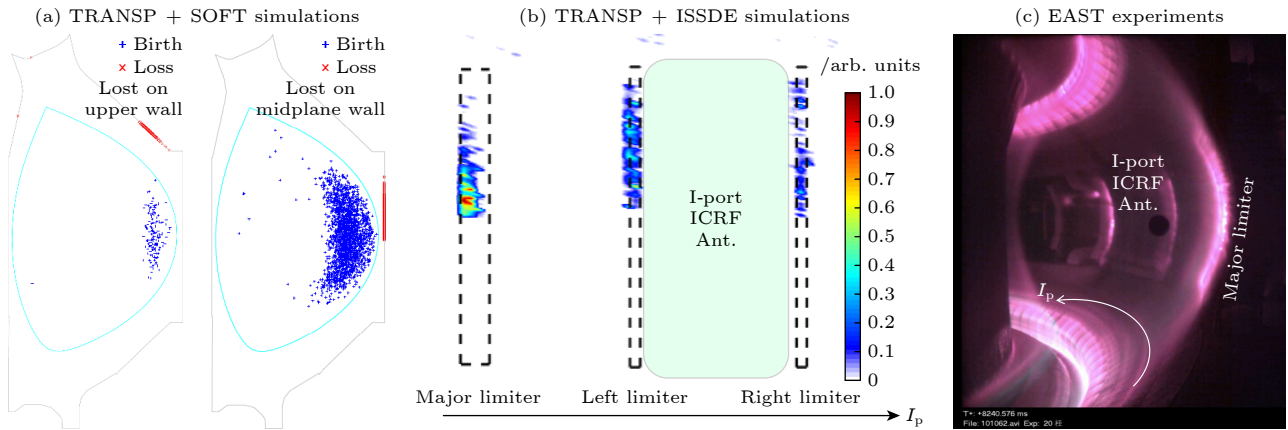 (a) TRANSP + SOFT simulations
+ Birth
× Loss
Lost on
upper wall
+ Birth
× Loss
Lost on
midplane wall
(b) TRANSP + ISSDE simulations
/arb. units
1.0
0.9
0.8
0.7
0.6
0.5
0.4
0.3
0.2
0.1
0
I-port
ICRF
Ant.
Major limiter
Left limiter
Right limiter
Ip
(c) EAST experiments
I-port
ICRF
Ant.
Major limiter
Ip
T+: +8240.576 ms
File: 101062.avi Exp: 20